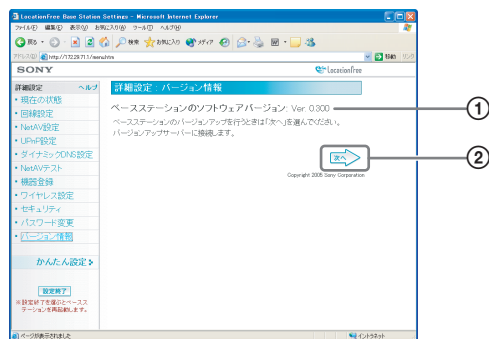 LocationFree Base Station Settings - Microsoft Internet Explorer
ファイル(F) 編集(E) 表示(V) お気に入り(A) ツール(T) ヘルプ(H)
戻る 検索 お気に入り メディア
アドレス(D) http://172.29.71.1/menu.htm 移動 リンク
SONY LocationFree
詳細設定 ヘルプ
・現在の状態
・回線設定
・NetAV設定
・UPnP設定
・ダイナミックDNS設定
・NetAVテスト
・機器登録
・ワイヤレス設定
・セキュリティ
・パスワード変更
・バージョン情報
かんたん設定
設定終了
※設定終了を選ぶとベースス
テーションを再起動します。
詳細設定：バージョン情報
ベースステーションのソフトウェアバージョン: Ver. 0.300
ベースステーションのバージョンアップを行うときは「次へ」を選んでください。
バージョンアップサーバーに接続します。
次へ
Copyright 2005 Sony Corporation
ページが表示されました
イントラネット
①
②